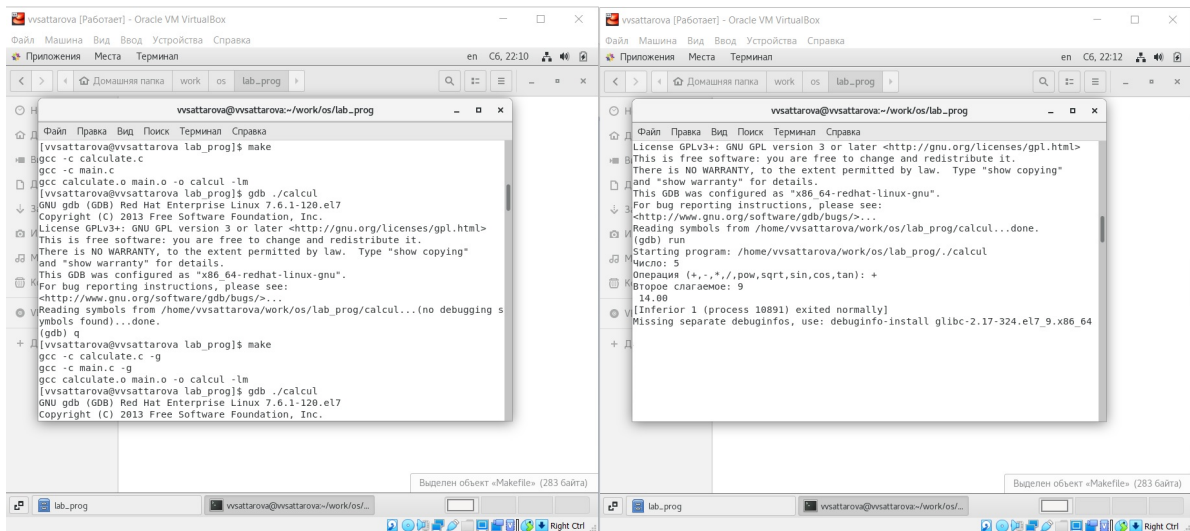 vvsattarova [Работает] - Oracle VM VirtualBox
Файл Машина Вид Ввод Устройства Справка
Приложения Места Терминал en Сб, 22:10
Домашняя папка work os lab_prog
vvsattarova@vvsattarova:~/work/os/lab_prog
Файл Правка Вид Поиск Терминал Справка
[vvsattarova@vvsattarova lab_prog]$ make
gcc -c calculate.c
gcc -c main.c
gcc calculate.o main.o -o calcul -lm
[vvsattarova@vvsattarova lab_prog]$ gdb ./calcul
GNU gdb (GDB) Red Hat Enterprise Linux 7.6.1-120.el7
Copyright (C) 2013 Free Software Foundation, Inc.
License GPLv3+: GNU GPL version 3 or later <http://gnu.org/licenses/gpl.html>
This is free software: you are free to change and redistribute it.
There is NO WARRANTY, to the extent permitted by law.  Type "show copying"
and "show warranty" for details.
This GDB was configured as "x86_64-redhat-linux-gnu".
For bug reporting instructions, please see:
<http://www.gnu.org/software/gdb/bugs/>...
Reading symbols from /home/vvsattarova/work/os/lab_prog/calcul...(no debugging s
ymbols found)...done.
(gdb) q
[vvsattarova@vvsattarova lab_prog]$ make
gcc -c calculate.c -g
gcc -c main.c -g
gcc calculate.o main.o -o calcul -lm
[vvsattarova@vvsattarova lab_prog]$ gdb ./calcul
GNU gdb (GDB) Red Hat Enterprise Linux 7.6.1-120.el7
Copyright (C) 2013 Free Software Foundation, Inc.
Выделен объект «Makefile» (283 байта)
lab_prog vvsattarova@vvsattarova:~/work/os/...
Right Ctrl
vvsattarova [Работает] - Oracle VM VirtualBox
Файл Машина Вид Ввод Устройства Справка
Приложения Места Терминал en Сб, 22:12
Домашняя папка work os lab_prog
vvsattarova@vvsattarova:~/work/os/lab_prog
Файл Правка Вид Поиск Терминал Справка
License GPLv3+: GNU GPL version 3 or later <http://gnu.org/licenses/gpl.html>
This is free software: you are free to change and redistribute it.
There is NO WARRANTY, to the extent permitted by law.  Type "show copying"
and "show warranty" for details.
This GDB was configured as "x86_64-redhat-linux-gnu".
For bug reporting instructions, please see:
<http://www.gnu.org/software/gdb/bugs/>...
Reading symbols from /home/vvsattarova/work/os/lab_prog/calcul...done.
(gdb) run
Starting program: /home/vvsattarova/work/os/lab_prog/./calcul
Число: 5
Операция (+,-,*,/,pow,sqrt,sin,cos,tan): +
Второе слагаемое: 9
14.00
[Inferior 1 (process 10891) exited normally]
Missing separate debuginfos, use: debuginfo-install glibc-2.17-324.el7_9.x86_64
Выделен объект «Makefile» (283 байта)
lab_prog vvsattarova@vvsattarova:~/work/os/...
Right Ctrl